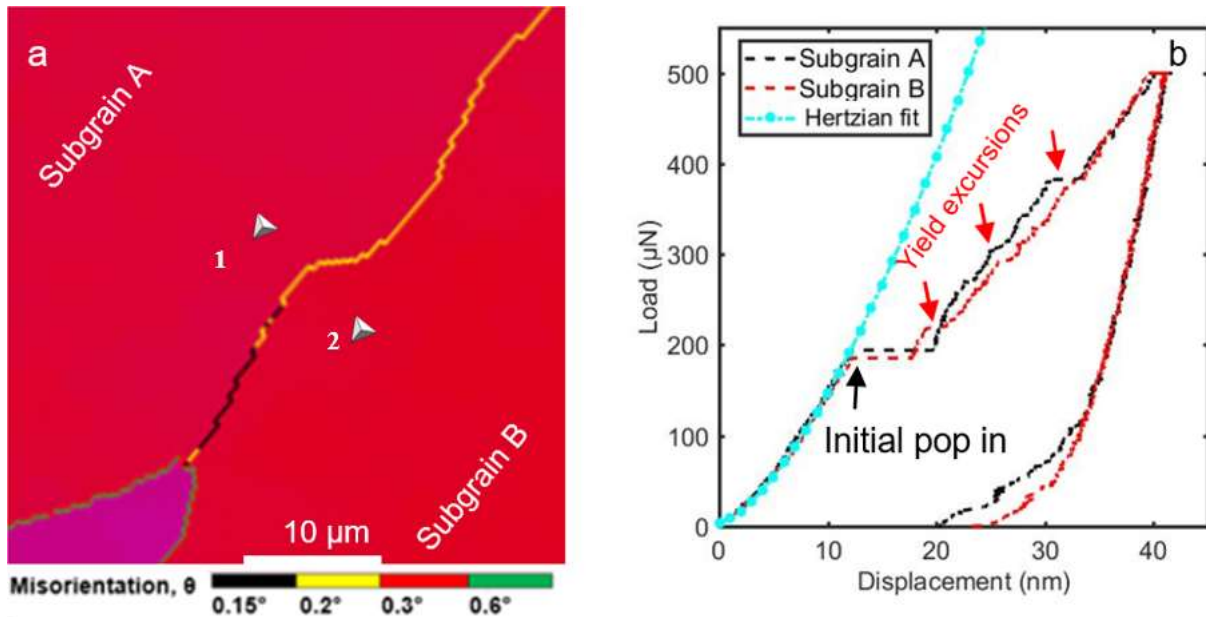 a
Subgrain A
1
2
Subgrain B
10 µm
Misorientation, θ
0.15° 0.2° 0.3° 0.6°
b
Subgrain A
Subgrain B
Hertzian fit
Yield excursions
Initial pop in
Load (µN)
500
400
300
200
100
0
0 10 20 30 40
Displacement (nm)